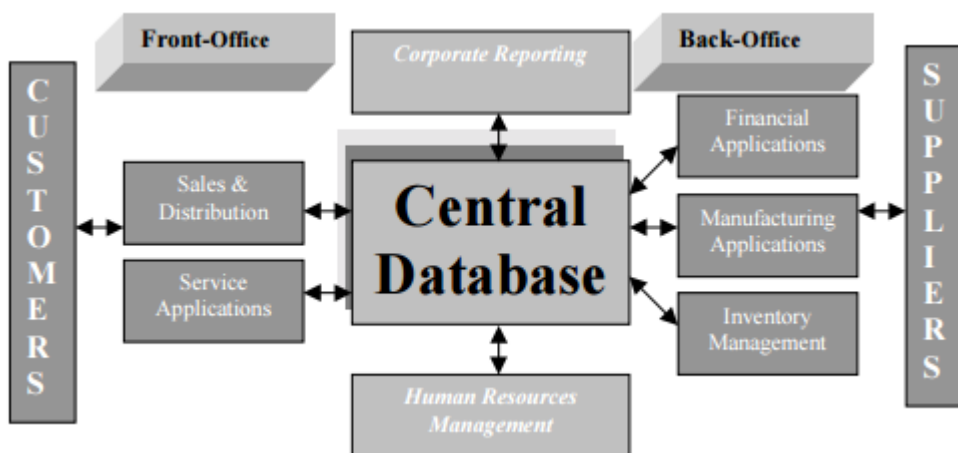 Front-Office
Corporate Reporting
Back-Office
CUSTOMERS
Sales &
Distribution
Service
Applications
Central
Database
Financial
Applications
Manufacturing
Applications
Inventory
Management
SUPPLIERS
Human Resources
Management